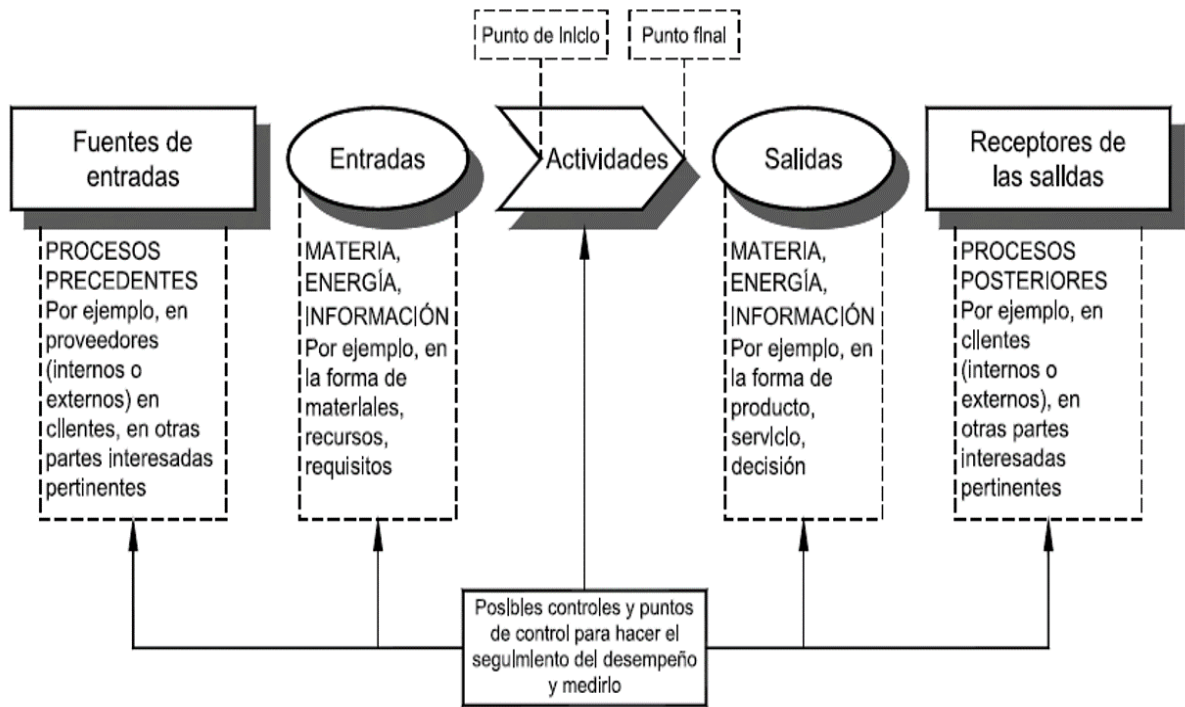 Punto de inicio
Punto final
Fuentes de
entradas
Entradas
Actividades
Salidas
Receptores de
las salidas
PROCESOS
PRECEDENTES
Por ejemplo, en
proveedores
(internos o
externos) en
clientes, en otras
partes interesadas
pertinentes
MATERIA,
ENERGÍA,
INFORMACIÓN
Por ejemplo, en
la forma de
materiales,
recursos,
requisitos
MATERIA,
ENERGÍA,
INFORMACIÓN
Por ejemplo, en
la forma de
producto,
servicio,
decisión
PROCESOS
POSTERIORES
Por ejemplo, en
clientes
(internos o
externos), en
otras partes
interesadas
pertinentes
Posibles controles y puntos
de control para hacer el
seguimiento del desempeño
y medirlo